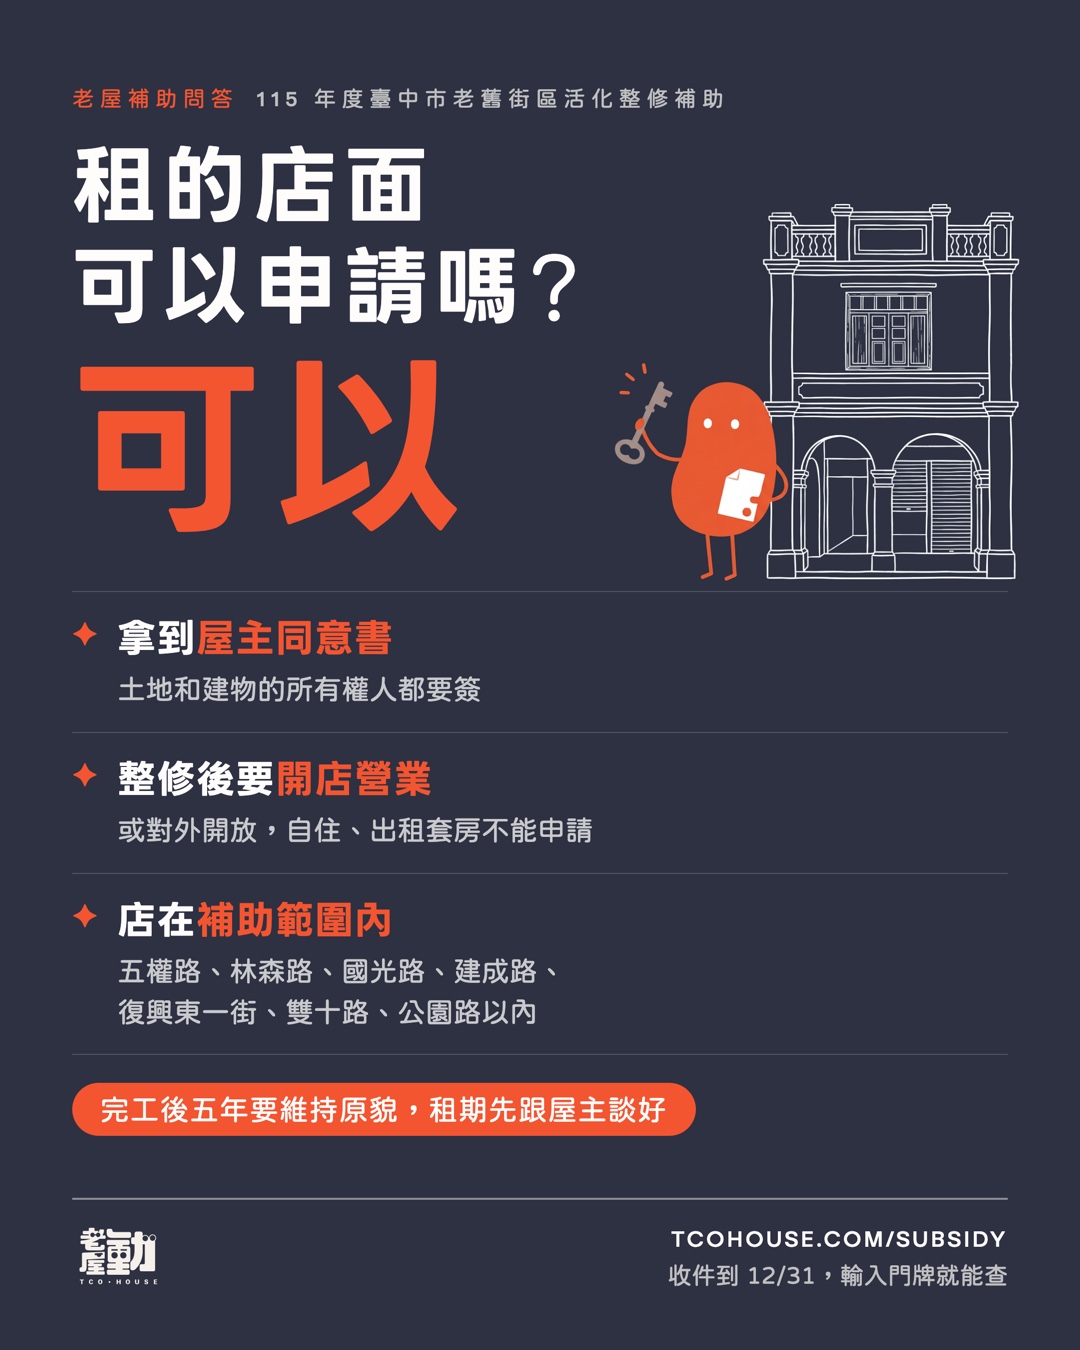 老屋補助問答 115 年度臺中市老舊街區活化整修補助
租的店面
可以申請嗎?
可以
拿到屋主同意書
土地和建物的所有權人都要簽
整修後要開店營業
或對外開放，自住、出租套房不能申請
店在補助範圍內
五權路、林森路、國光路、建成路、
復興東一街、雙十路、公園路以內
完工後五年要維持原貌，租期先跟屋主談好
老屋動
TCO·HOUSE
TCOHOUSE.COM/SUBSIDY
收件到 12/31，輸入門牌就能查